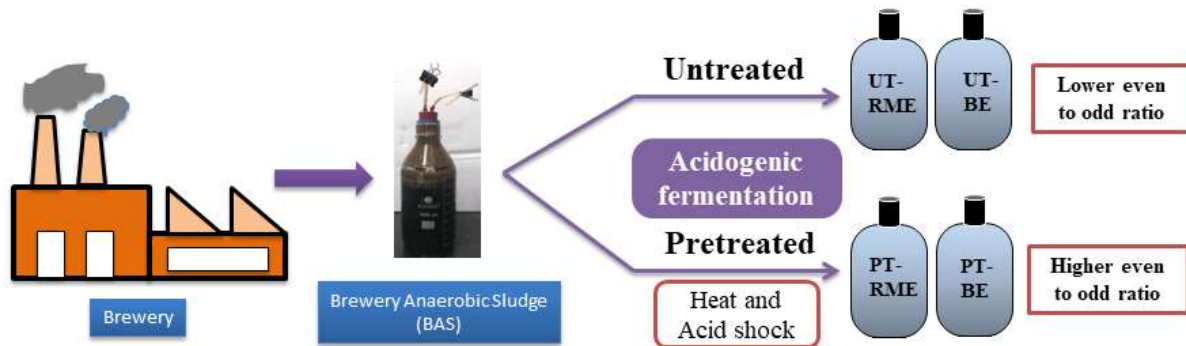 Brewery
Brewery Anaerobic Sludge
(BAS)
Untreated
Acidogenic
fermentation
Pretreated
Heat and
Acid shock
UT-
RME
UT-
BE
Lower even
to odd ratio
PT-
RME
PT-
BE
Higher even
to odd ratio